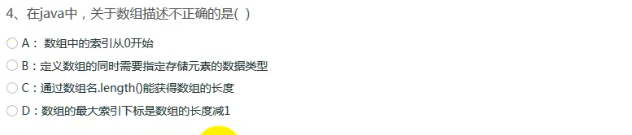 4、在java中，关于数组描述不正确的是( )
A： 数组中的索引从0开始
B：定义数组的同时需要指定存储元素的数据类型
C：通过数组名.length()能获得数组的长度
D：数组的最大索引下标是数组的长度减1